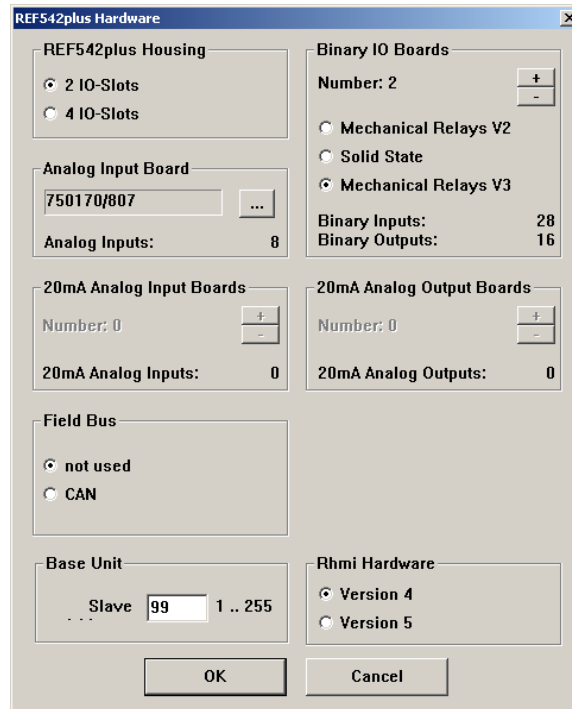 REF542plus Hardware
REF542plus Housing
2 IO-Slots
4 IO-Slots
Binary IO Boards
Number: 2
+
-
Mechanical Relays V2
Solid State
Mechanical Relays V3
Binary Inputs: 28
Binary Outputs: 16
Analog Input Board
750170/807
...
Analog Inputs: 8
20mA Analog Input Boards
Number: 0
+
-
20mA Analog Inputs: 0
20mA Analog Output Boards
Number: 0
+
-
20mA Analog Outputs: 0
Field Bus
not used
CAN
Base Unit
Slave 99 1 .. 255
Rhmi Hardware
Version 4
Version 5
OK
Cancel